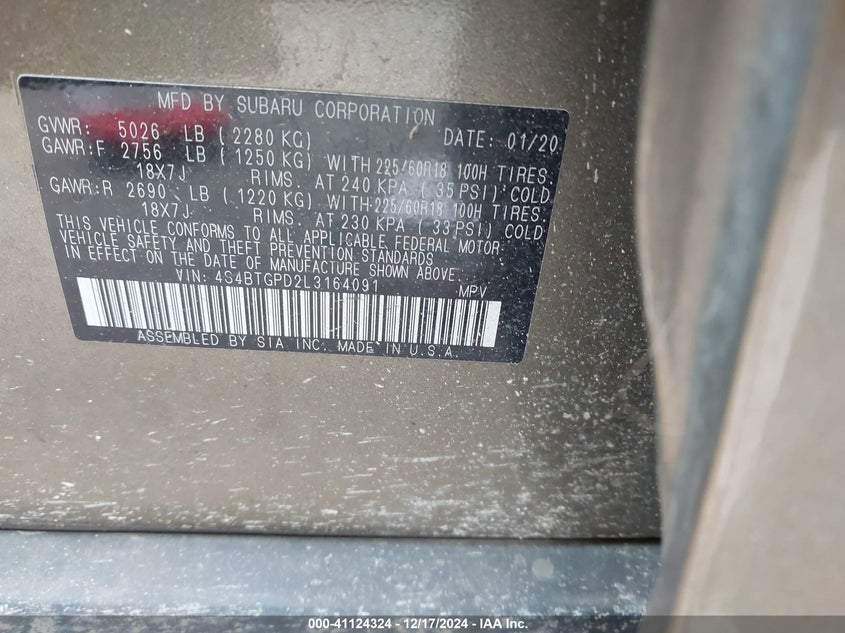 MFD BY SUBARU CORPORATION
GVWR: 5026 LB (2280 KG) DATE: 01/20
GAWR:F 2756 LB (1250 KG) WITH 225/60R18 100H TIRES.
18X7J RIMS. AT 240 KPA (35 PSI) COLD
GAWR:R 2690 LB (1220 KG) WITH 225/60R18 100H TIRES.
18X7J RIMS. AT 230 KPA (33 PSI) COLD
THIS VEHICLE CONFORMS TO ALL APPLICABLE FEDERAL MOTOR
VEHICLE SAFETY AND THEFT PREVENTION STANDARDS
IN EFFECT ON THE DATE OF MANUFACTURE SHOWN ABOVE.
VIN: 4S4BTGPD2L3164091 MPV
ASSEMBLED BY SIA INC. MADE IN U.S.A.
000-41124324 - 12/17/2024 - IAA Inc.